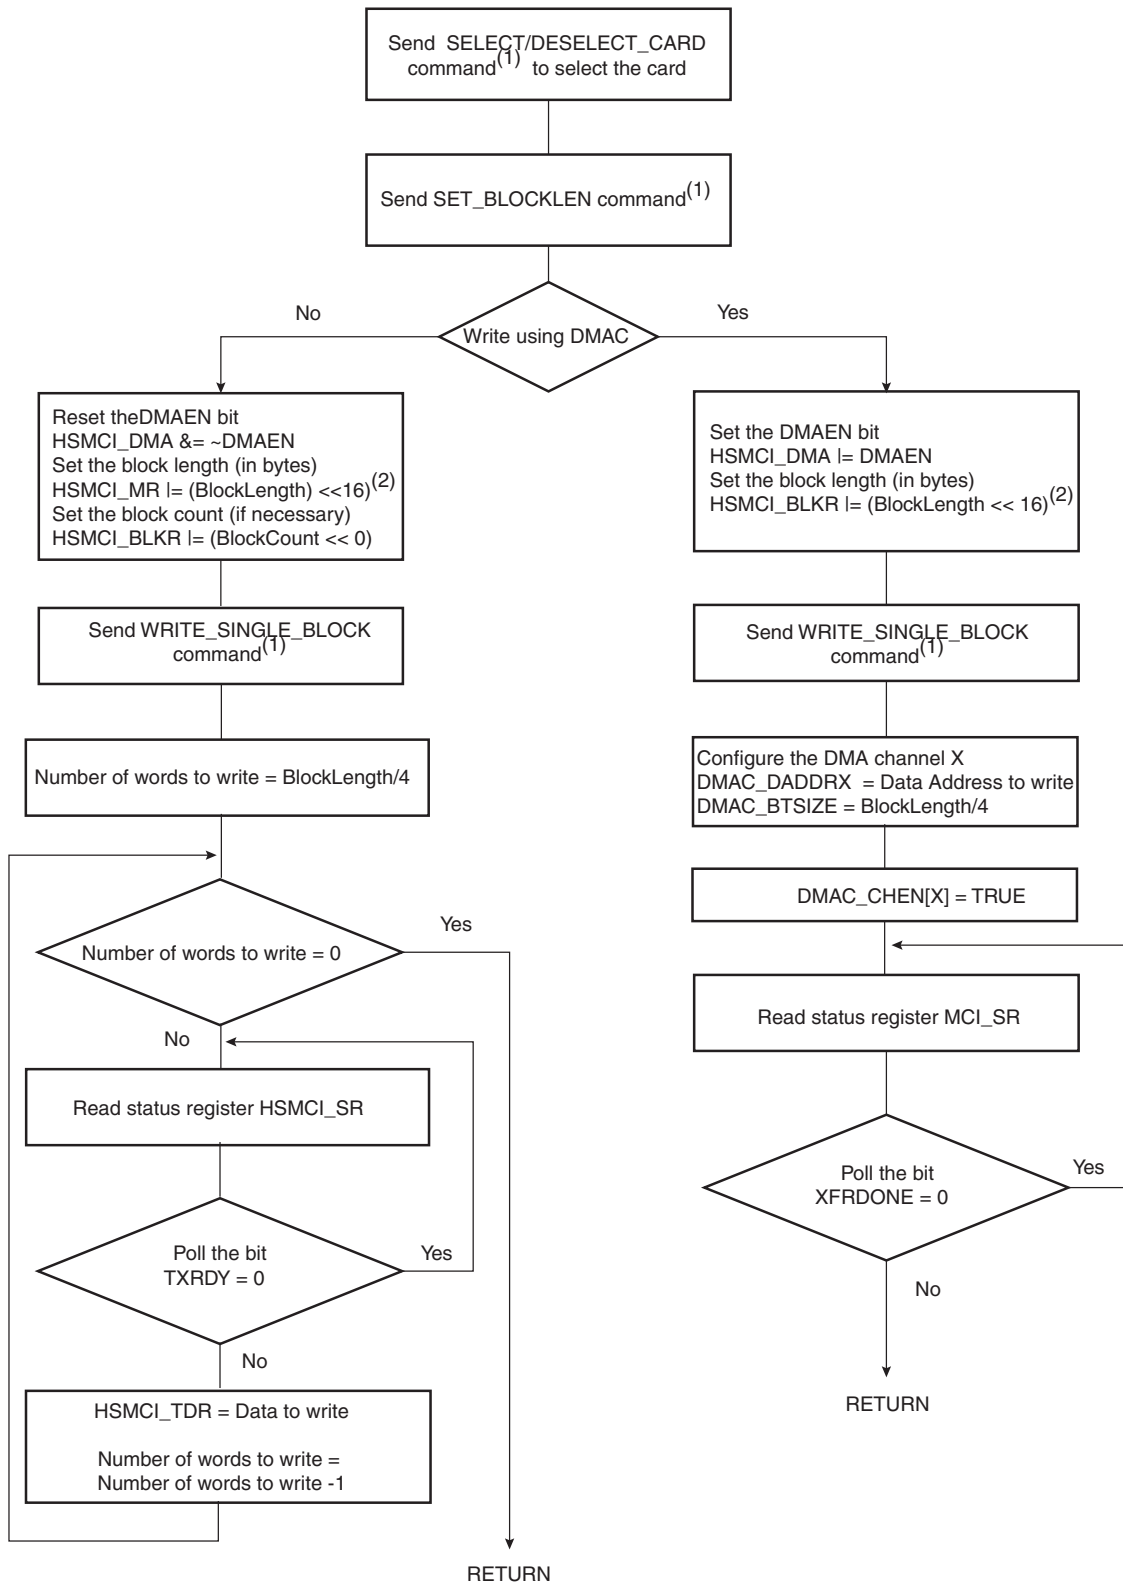 Send SELECT/DESELECT_CARD
command(1) to select the card
Send SET_BLOCKLEN command(1)
No
Yes
Write using DMAC
Reset theDMAEN bit
HSMCI_DMA &= ~DMAEN
Set the block length (in bytes)
HSMCI_MR |= (BlockLength) <<16)(2)
Set the block count (if necessary)
HSMCI_BLKR |= (BlockCount << 0)
Send WRITE_SINGLE_BLOCK
command(1)
Number of words to write = BlockLength/4
Number of words to write = 0
Yes
No
Read status register HSMCI_SR
Poll the bit
TXRDY = 0
Yes
No
HSMCI_TDR = Data to write
Number of words to write =
Number of words to write -1
RETURN
Set the DMAEN bit
HSMCI_DMA |= DMAEN
Set the block length (in bytes)
HSMCI_BLKR |= (BlockLength << 16)(2)
Send WRITE_SINGLE_BLOCK
command(1)
Configure the DMA channel X
DMAC_DADDRX = Data Address to write
DMAC_BTSIZE = BlockLength/4
DMAC_CHEN[X] = TRUE
Read status register MCI_SR
Poll the bit
XFRDONE = 0
Yes
No
RETURN